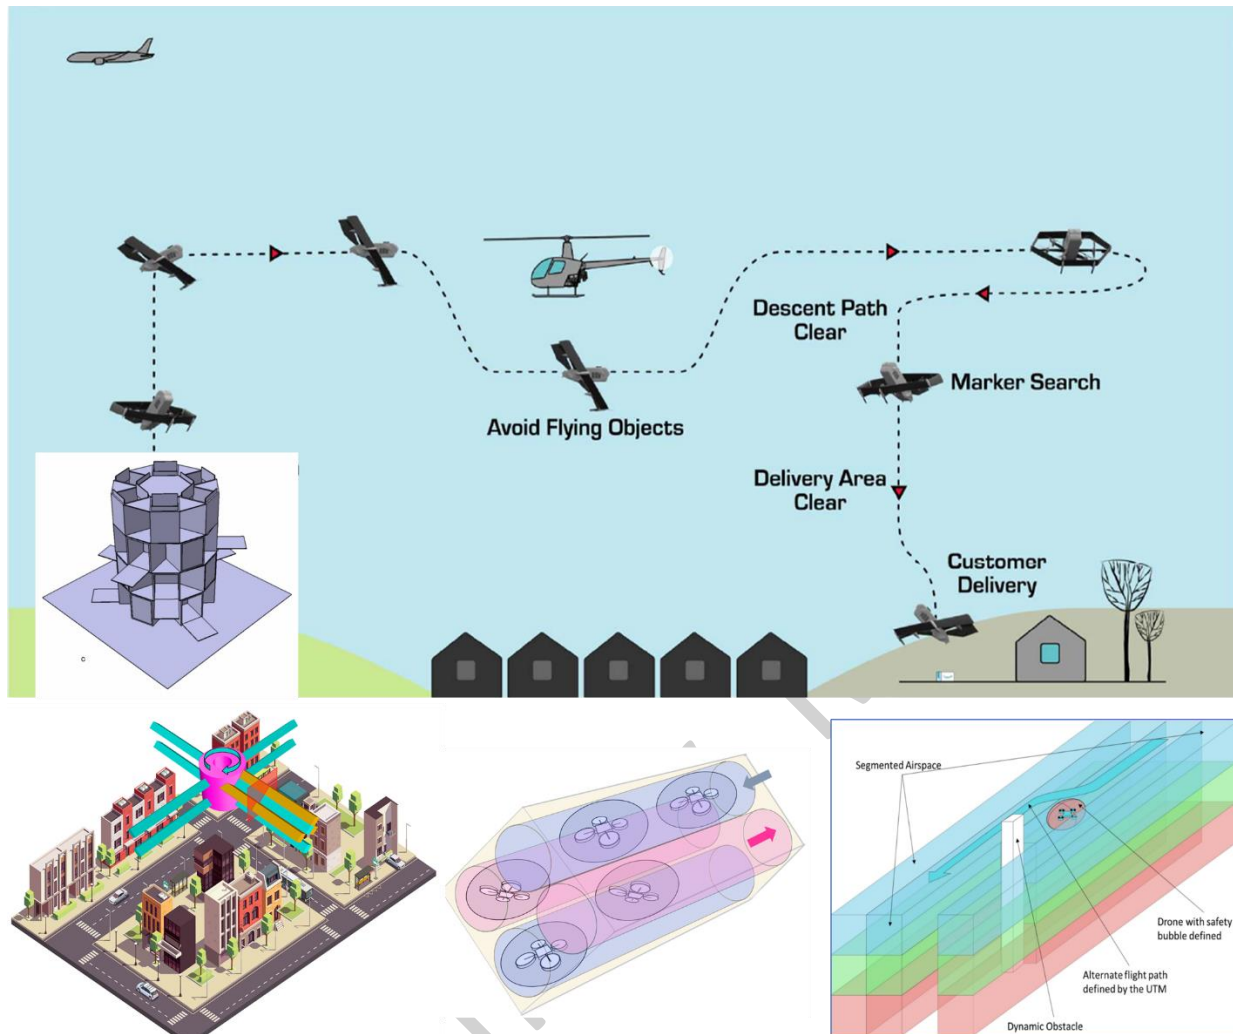 Descent Path
Clear
Marker Search
Avoid Flying Objects
Delivery Area
Clear
Customer
Delivery
c
Segmented Airspace
Drone with safety
bubble defined
Alternate flight path
defined by the UTM
Dynamic Obstacle